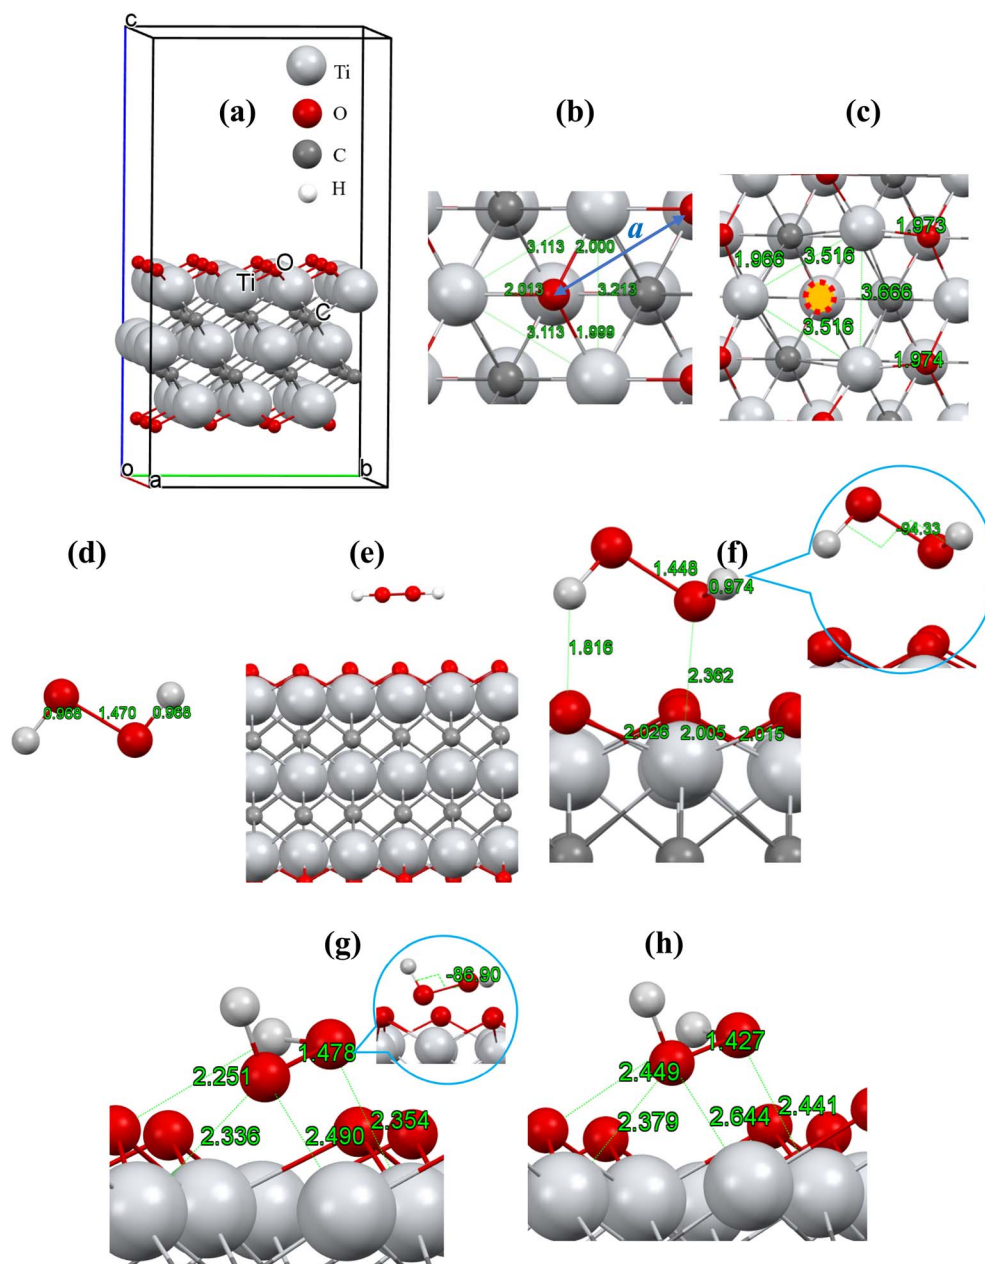 c
Ti
(a)
O
C
H
O
Ti
C
o
a
b
(b)
a
3.113
2.000
2.013
3.213
3.113
1.999
(c)
1.973
1.966
3.516
3.666
3.516
1.974
(d)
0.968
1.470
0.968
(e)
(f)
1.448
0.974
1.816
2.362
2.026
2.005
2.015
-94.33
(g)
-86.90
1.478
2.251
2.354
2.336
2.490
(h)
1.427
2.449
2.441
2.379
2.644